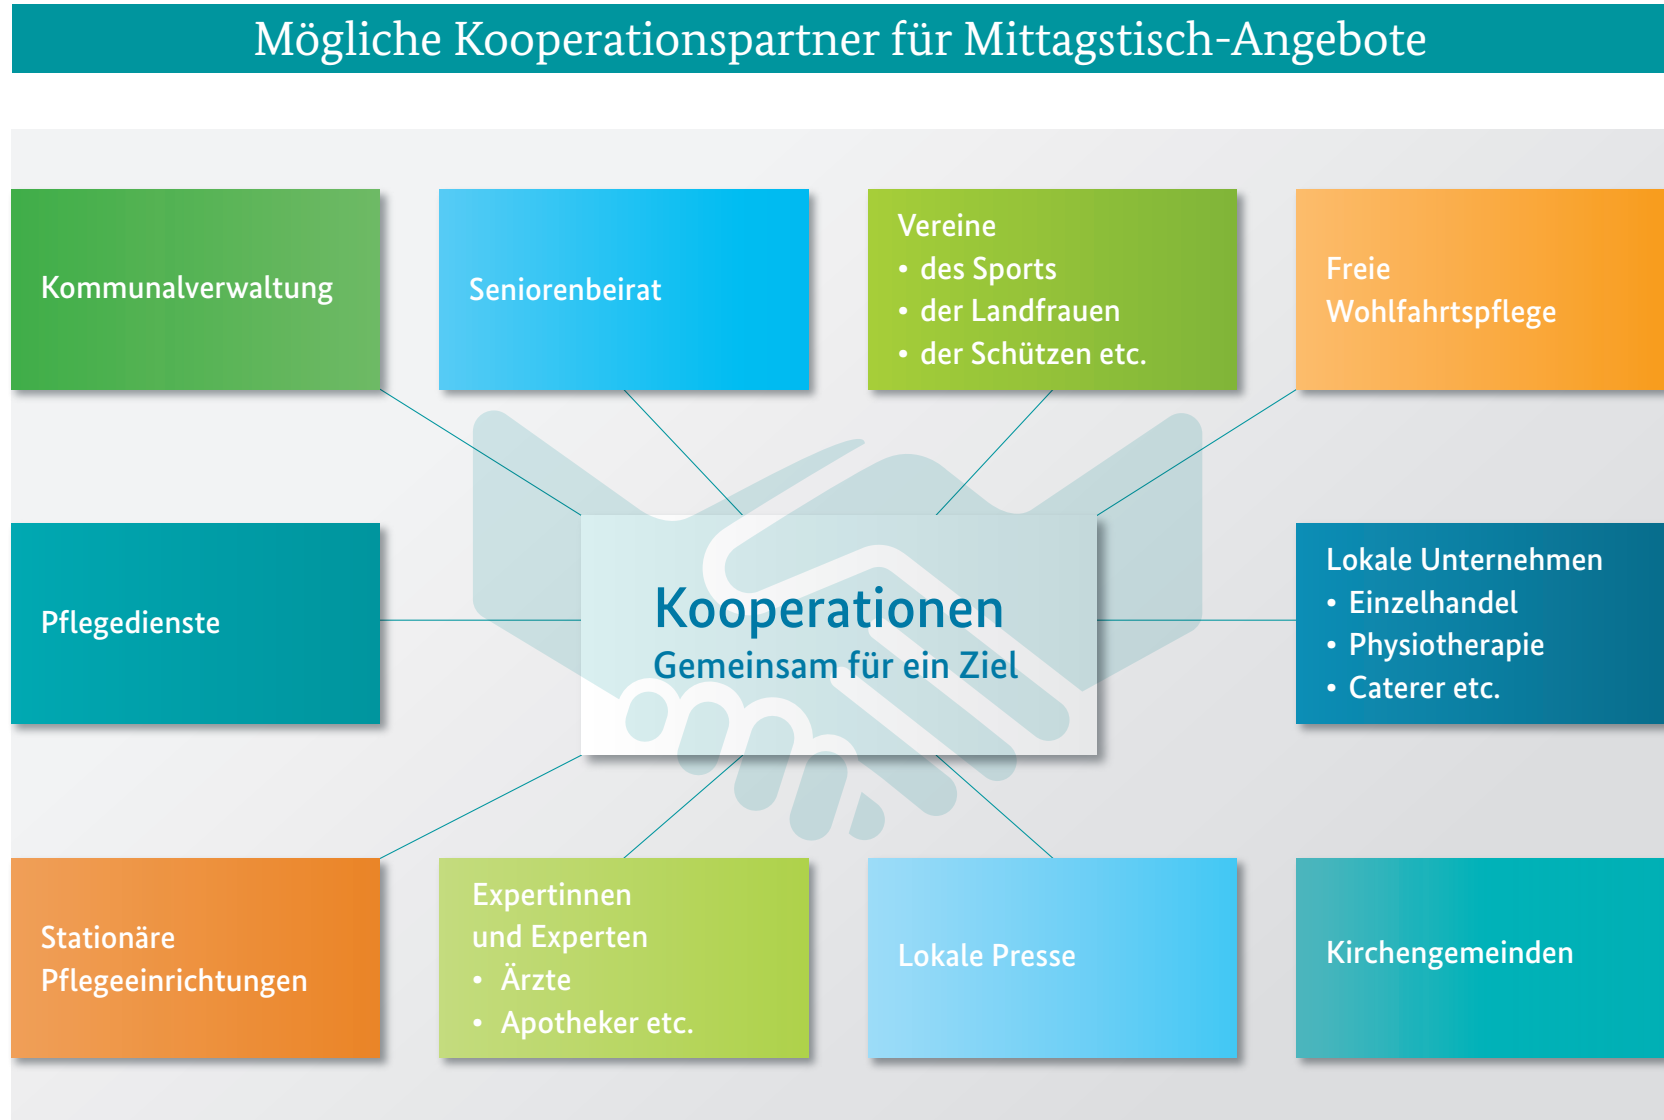 Mögliche Kooperationspartner für Mittagstisch-Angebote
Kommunalverwaltung
Seniorenbeirat
Vereine
• des Sports
• der Landfrauen
• der Schützen etc.
Freie
Wohlfahrtspflege
Pflegedienste
Kooperationen
Gemeinsam für ein Ziel
Lokale Unternehmen
• Einzelhandel
• Physiotherapie
• Caterer etc.
Stationäre
Pflegeeinrichtungen
Expertinnen
und Experten
• Ärzte
• Apotheker etc.
Lokale Presse
Kirchengemeinden